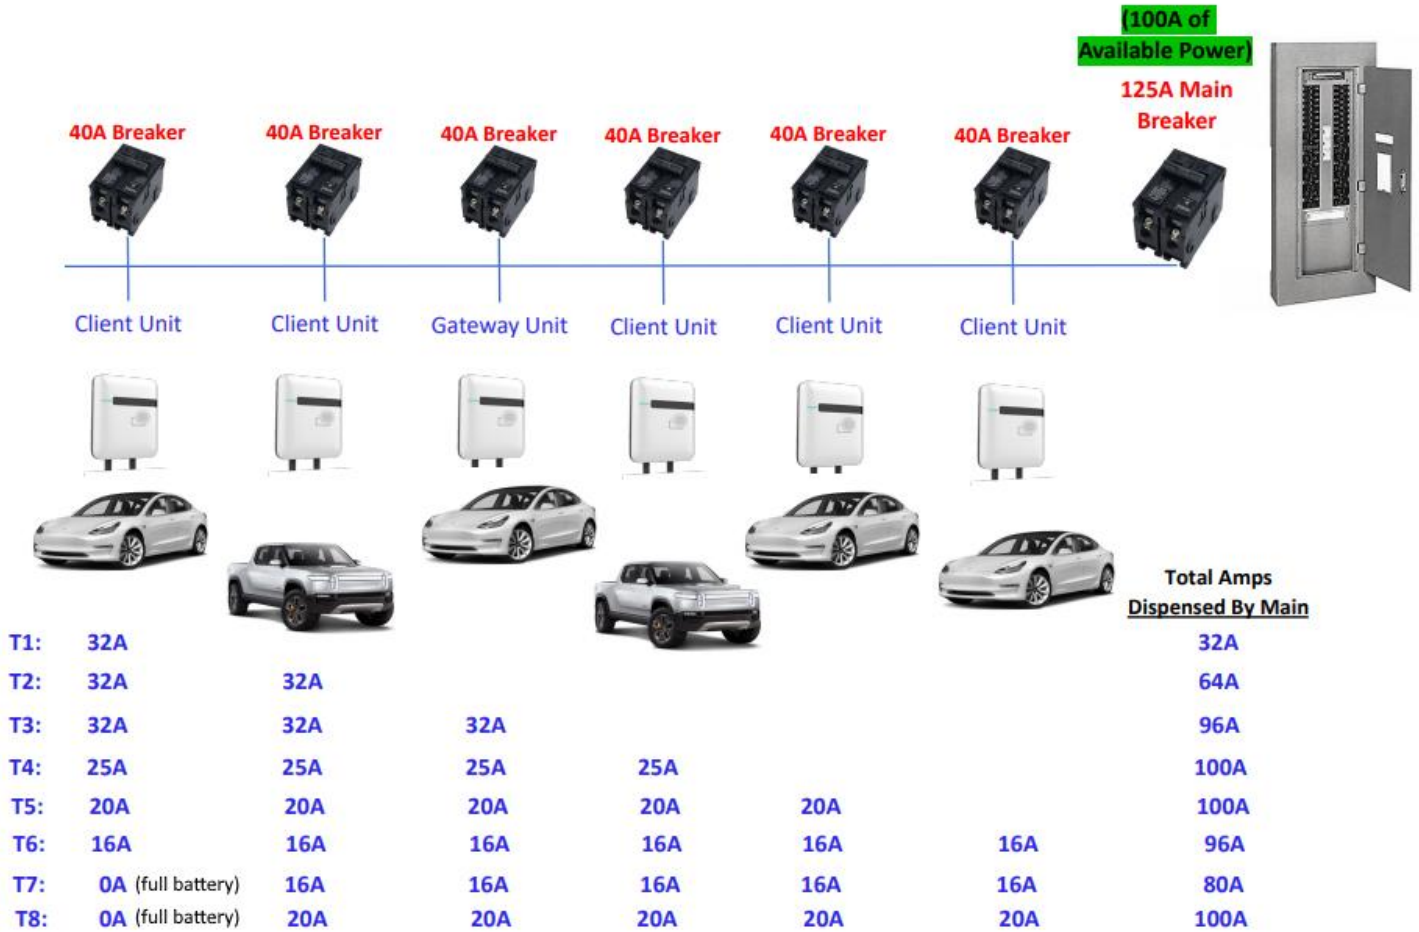 (100A of
Available Power)
125A Main
Breaker
40A Breaker 40A Breaker 40A Breaker 40A Breaker 40A Breaker 40A Breaker
Client Unit Client Unit Gateway Unit Client Unit Client Unit Client Unit
Total Amps
Dispensed By Main
T1: 32A 32A
T2: 32A 32A 64A
T3: 32A 32A 32A 96A
T4: 25A 25A 25A 25A 100A
T5: 20A 20A 20A 20A 20A 100A
T6: 16A 16A 16A 16A 16A 16A 96A
T7: 0A (full battery) 16A 16A 16A 16A 16A 80A
T8: 0A (full battery) 20A 20A 20A 20A 20A 100A